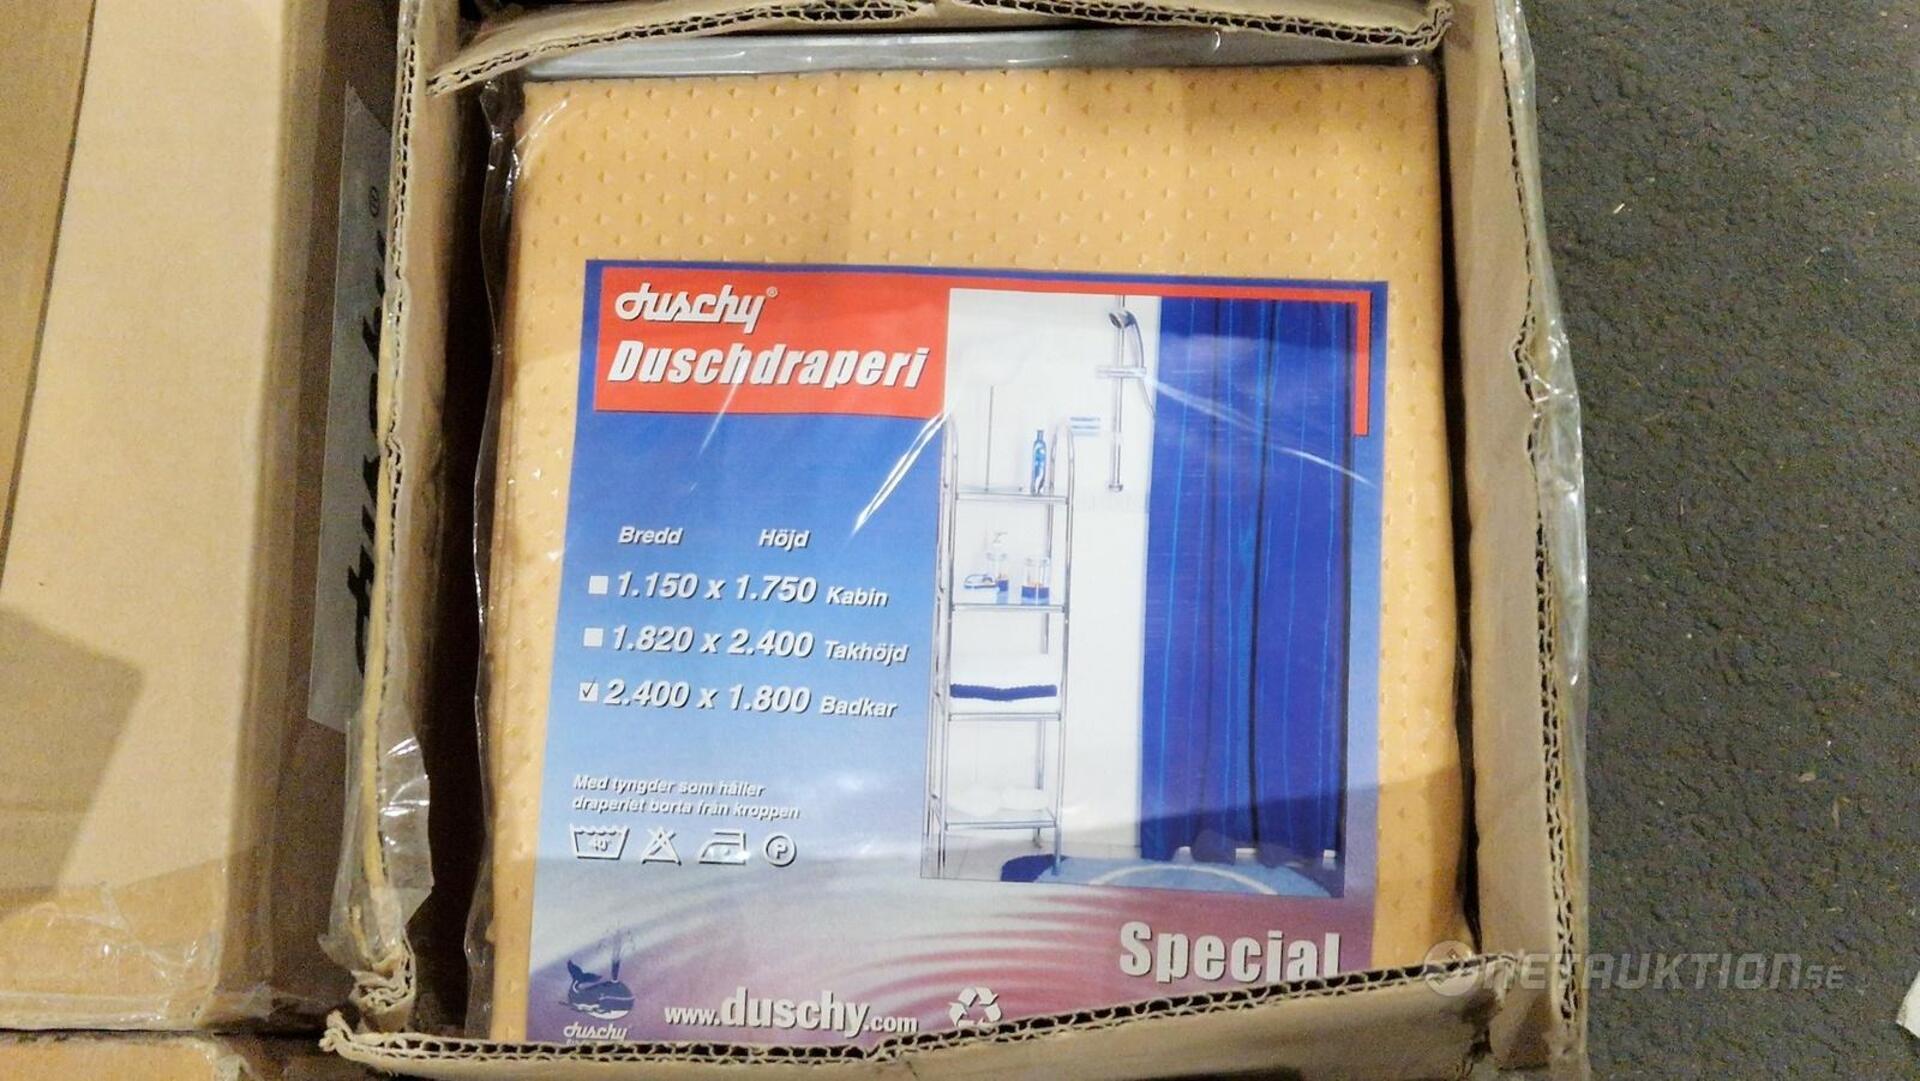 duschy®
Duschdraperi
Bredd Höjd
1.150 x 1.750 Kabin
1.820 x 2.400 Takhöjd
2.400 x 1.800 Badkar
Med tyngder som håller
draperiet borta från kroppen
40°
P
Special
duschy
www.duschy.com
duschy
NETAUKTION.SE